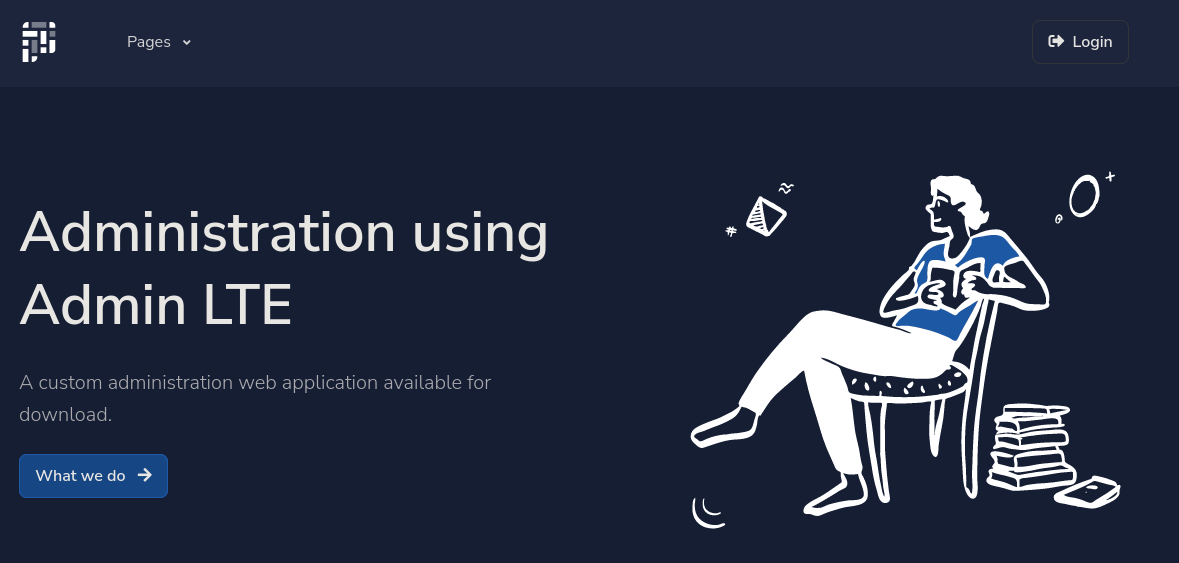 Pages
Login
Administration using
Admin LTE
A custom administration web application available for
download.
What we do